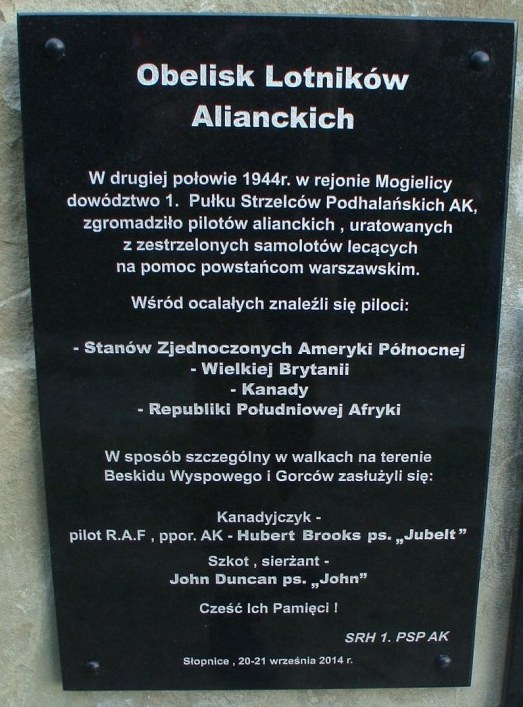 Obelisk Lotników
Alianckich
W drugiej połowie 1944r. w rejonie Mogielicy
dowództwo 1. Pułku Strzelców Podhalańskich AK,
zgromadziło pilotów alianckich , uratowanych
z zestrzelonych samolotów lecących
na pomoc powstańcom warszawskim.
Wśród ocalałych znaleźli się piloci:
- Stanów Zjednoczonych Ameryki Północnej
- Wielkiej Brytanii
- Kanady
- Republiki Południowej Afryki
W sposób szczególny w walkach na terenie
Beskidu Wyspowego i Gorców zasłużyli się:
Kanadyjczyk -
pilot R.A.F , ppor. AK - Hubert Brooks ps. „Jubelt”
Szkot , sierżant -
John Duncan ps. „John”
Cześć Ich Pamięci !
SRH 1. PSP AK
Słopnice , 20-21 września 2014 r.